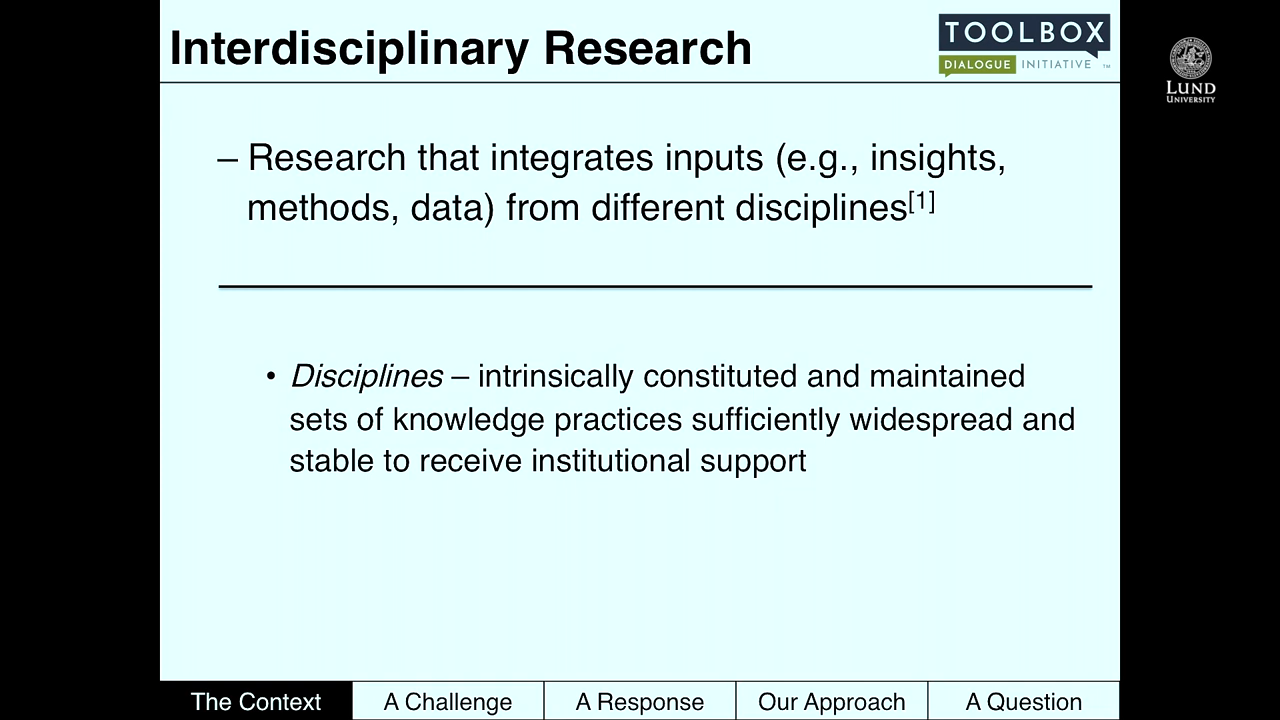 Interdisciplinary Research
TOOLBOX
DIALOGUE INITIATIVE ™
LUND
UNIVERSITY
– Research that integrates inputs (e.g., insights,
methods, data) from different disciplines[1]
• Disciplines – intrinsically constituted and maintained
sets of knowledge practices sufficiently widespread and
stable to receive institutional support
The Context
A Challenge
A Response
Our Approach
A Question